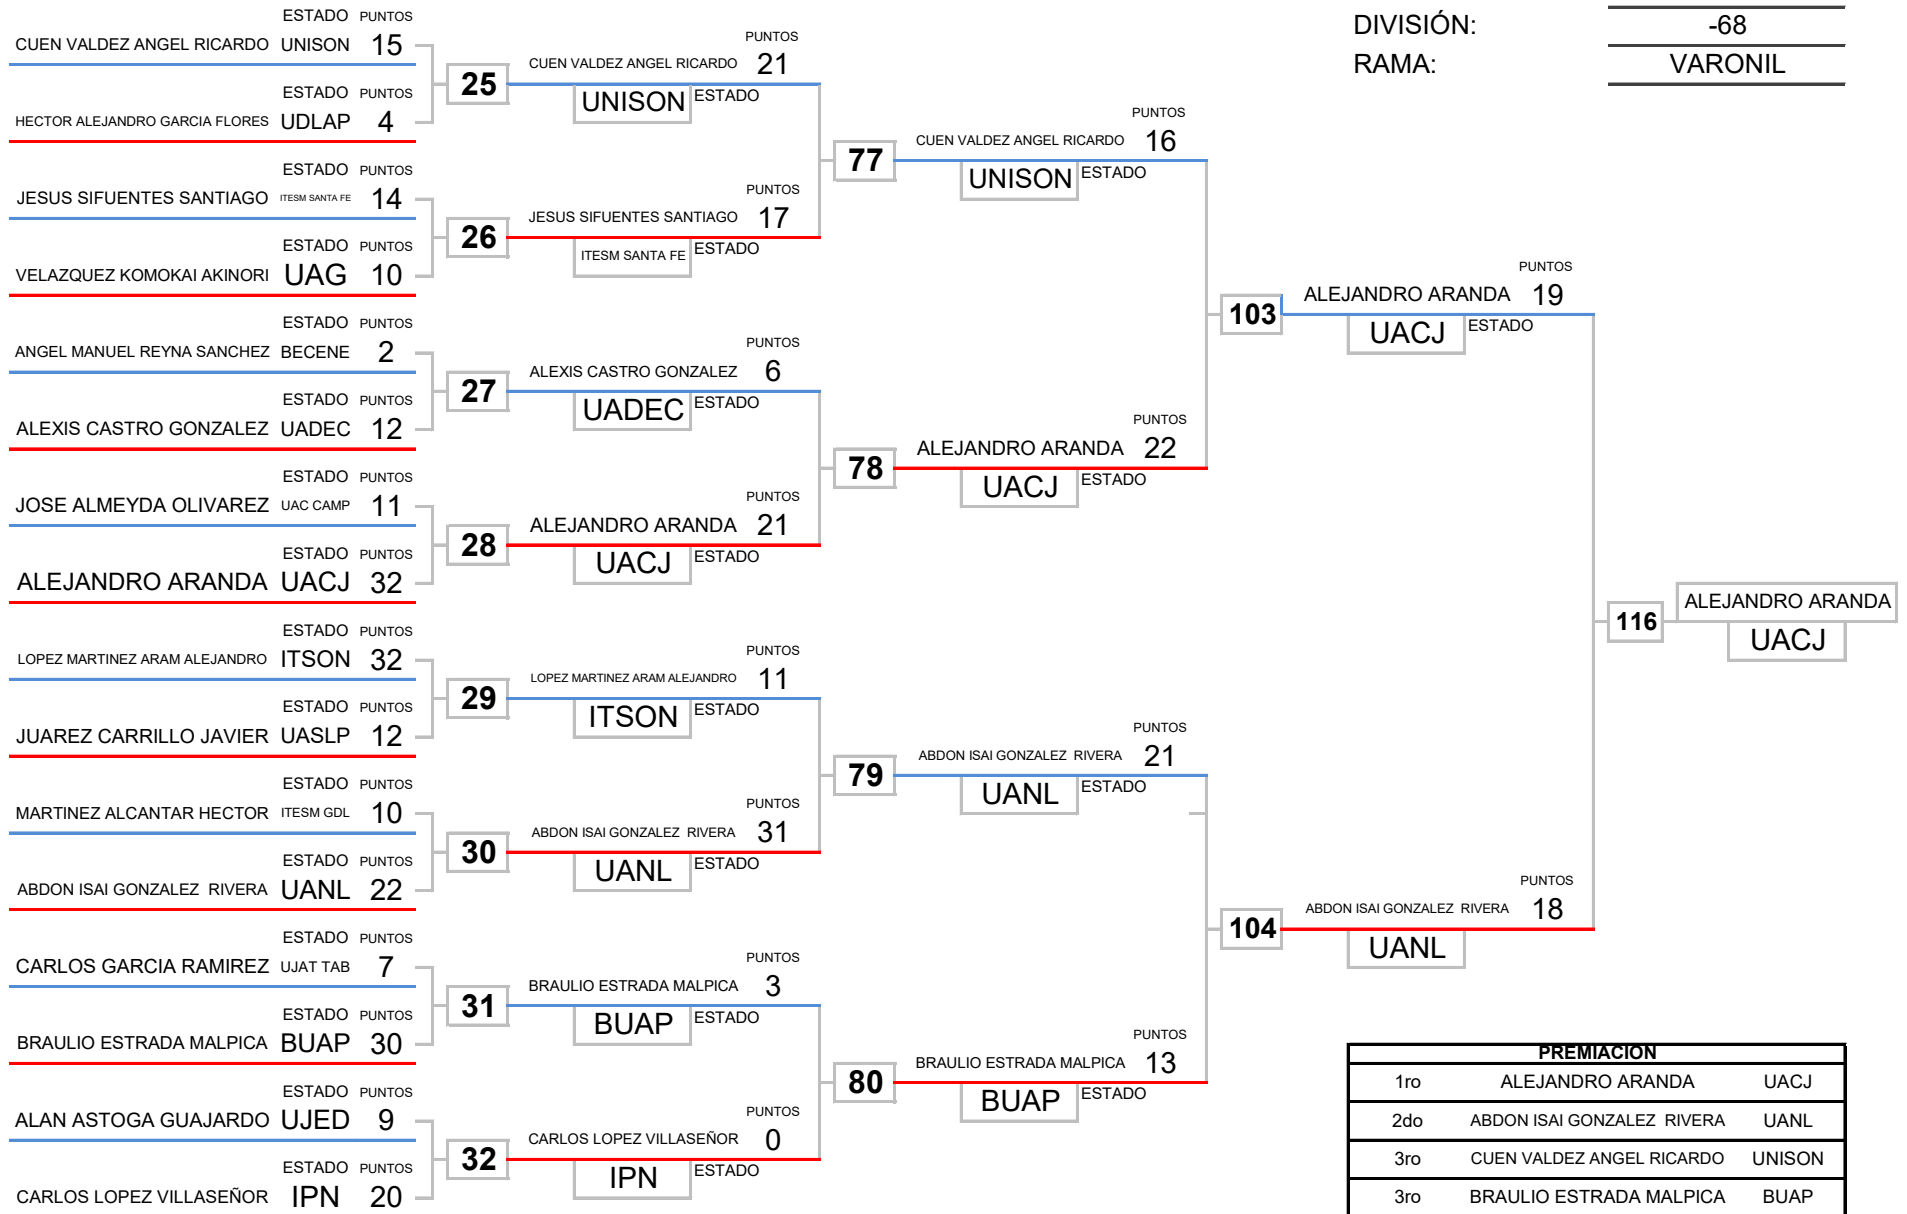 DIVISIÓN: -68
RAMA: VARONIL
ESTADO PUNTOS
CUEN VALDEZ ANGEL RICARDO UNISON 15
25
ESTADO PUNTOS
HECTOR ALEJANDRO GARCIA FLORES UDLAP 4
ESTADO PUNTOS
JESUS SIFUENTES SANTIAGO ITESM SANTA FE 14
26
ESTADO PUNTOS
VELAZQUEZ KOMOKAI AKINORI UAG 10
ESTADO PUNTOS
ANGEL MANUEL REYNA SANCHEZ BECENE 2
27
ESTADO PUNTOS
ALEXIS CASTRO GONZALEZ UADEC 12
ESTADO PUNTOS
JOSE ALMEYDA OLIVAREZ UAC CAMP 11
28
ESTADO PUNTOS
ALEJANDRO ARANDA UACJ 32
ESTADO PUNTOS
LOPEZ MARTINEZ ARAM ALEJANDRO ITSON 32
29
ESTADO PUNTOS
JUAREZ CARRILLO JAVIER UASLP 12
ESTADO PUNTOS
MARTINEZ ALCANTAR HECTOR ITESM GDL 10
30
ESTADO PUNTOS
ABDON ISAI GONZALEZ RIVERA UANL 22
ESTADO PUNTOS
CARLOS GARCIA RAMIREZ UJAT TAB 7
31
ESTADO PUNTOS
BRAULIO ESTRADA MALPICA BUAP 30
ESTADO PUNTOS
ALAN ASTOGA GUAJARDO UJED 9
32
ESTADO PUNTOS
CARLOS LOPEZ VILLASEÑOR IPN 20
PUNTOS
CUEN VALDEZ ANGEL RICARDO 21
UNISON ESTADO
77
PUNTOS
JESUS SIFUENTES SANTIAGO 17
ITESM SANTA FE ESTADO
PUNTOS
ALEXIS CASTRO GONZALEZ 6
UADEC ESTADO
78
PUNTOS
ALEJANDRO ARANDA 21
UACJ ESTADO
PUNTOS
LOPEZ MARTINEZ ARAM ALEJANDRO 11
ITSON ESTADO
79
PUNTOS
ABDON ISAI GONZALEZ RIVERA 31
UANL ESTADO
PUNTOS
BRAULIO ESTRADA MALPICA 3
BUAP ESTADO
80
PUNTOS
CARLOS LOPEZ VILLASEÑOR 0
IPN ESTADO
PUNTOS
CUEN VALDEZ ANGEL RICARDO 16
UNISON ESTADO
103
PUNTOS
ALEJANDRO ARANDA 22
UACJ ESTADO
PUNTOS
ABDON ISAI GONZALEZ RIVERA 21
UANL ESTADO
104
PUNTOS
BRAULIO ESTRADA MALPICA 13
BUAP ESTADO
PUNTOS
ALEJANDRO ARANDA 19
UACJ ESTADO
116
PUNTOS
ABDON ISAI GONZALEZ RIVERA 18
UANL
ALEJANDRO ARANDA
UACJ
PREMIACION
1ro ALEJANDRO ARANDA UACJ
2do ABDON ISAI GONZALEZ RIVERA UANL
3ro CUEN VALDEZ ANGEL RICARDO UNISON
3ro BRAULIO ESTRADA MALPICA BUAP